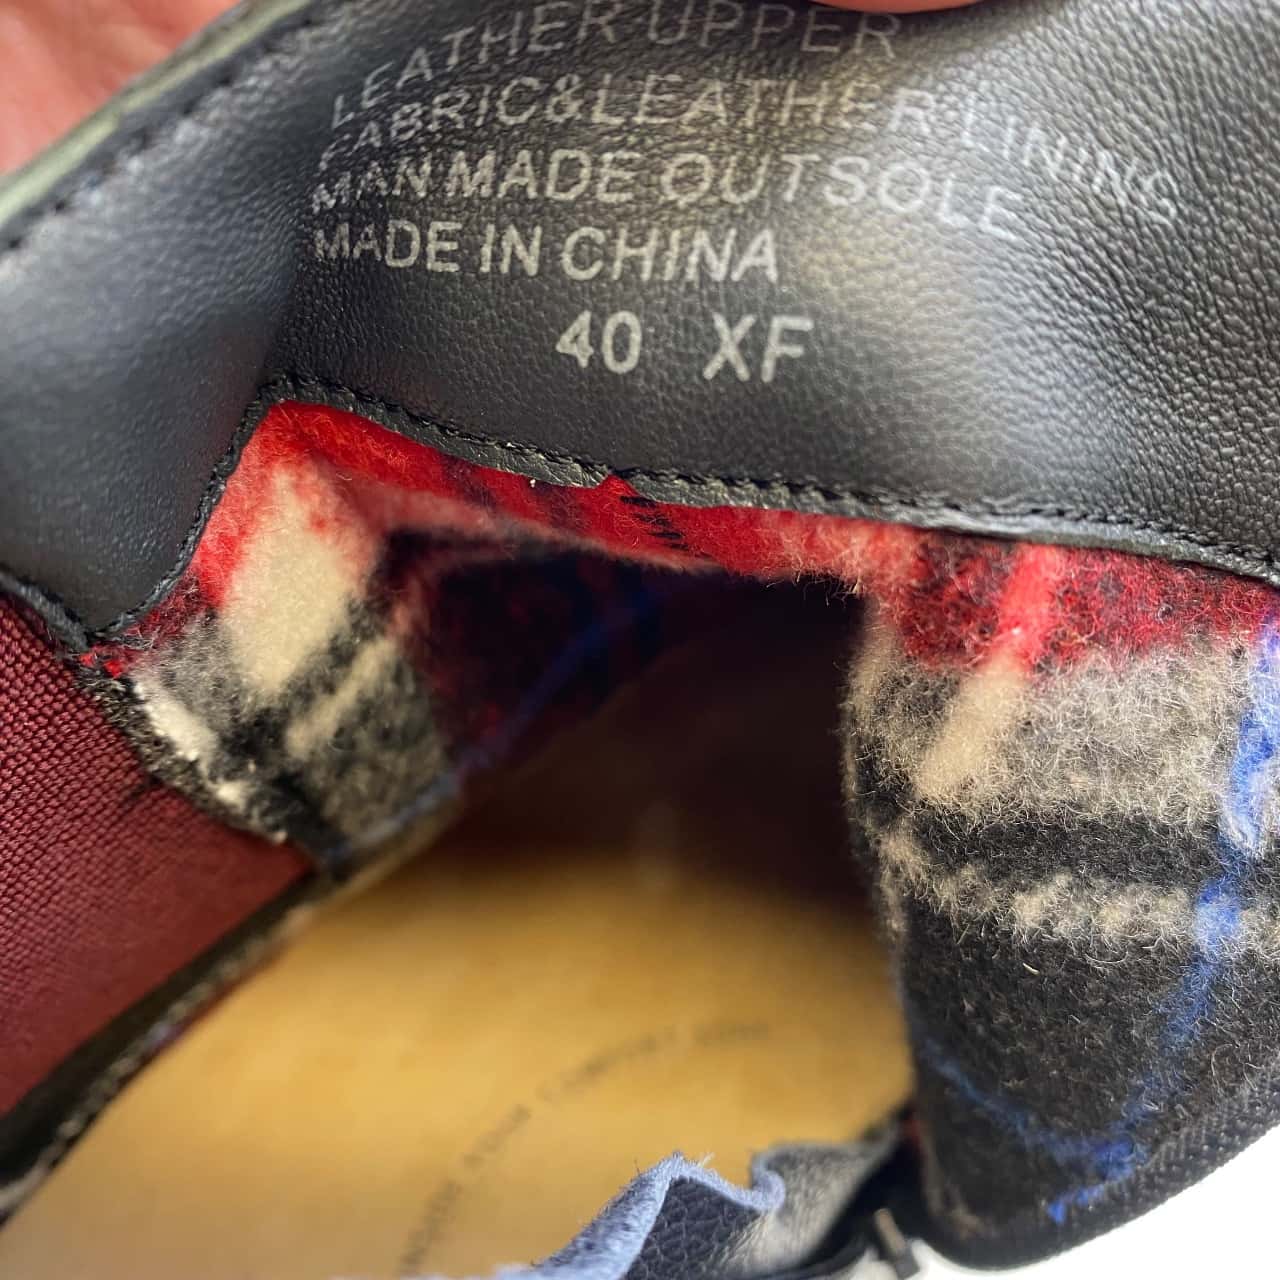 LEATHER UPPER
FABRIC&LEATHER LINING
MAN MADE OUTSOLE
MADE IN CHINA
40 XF